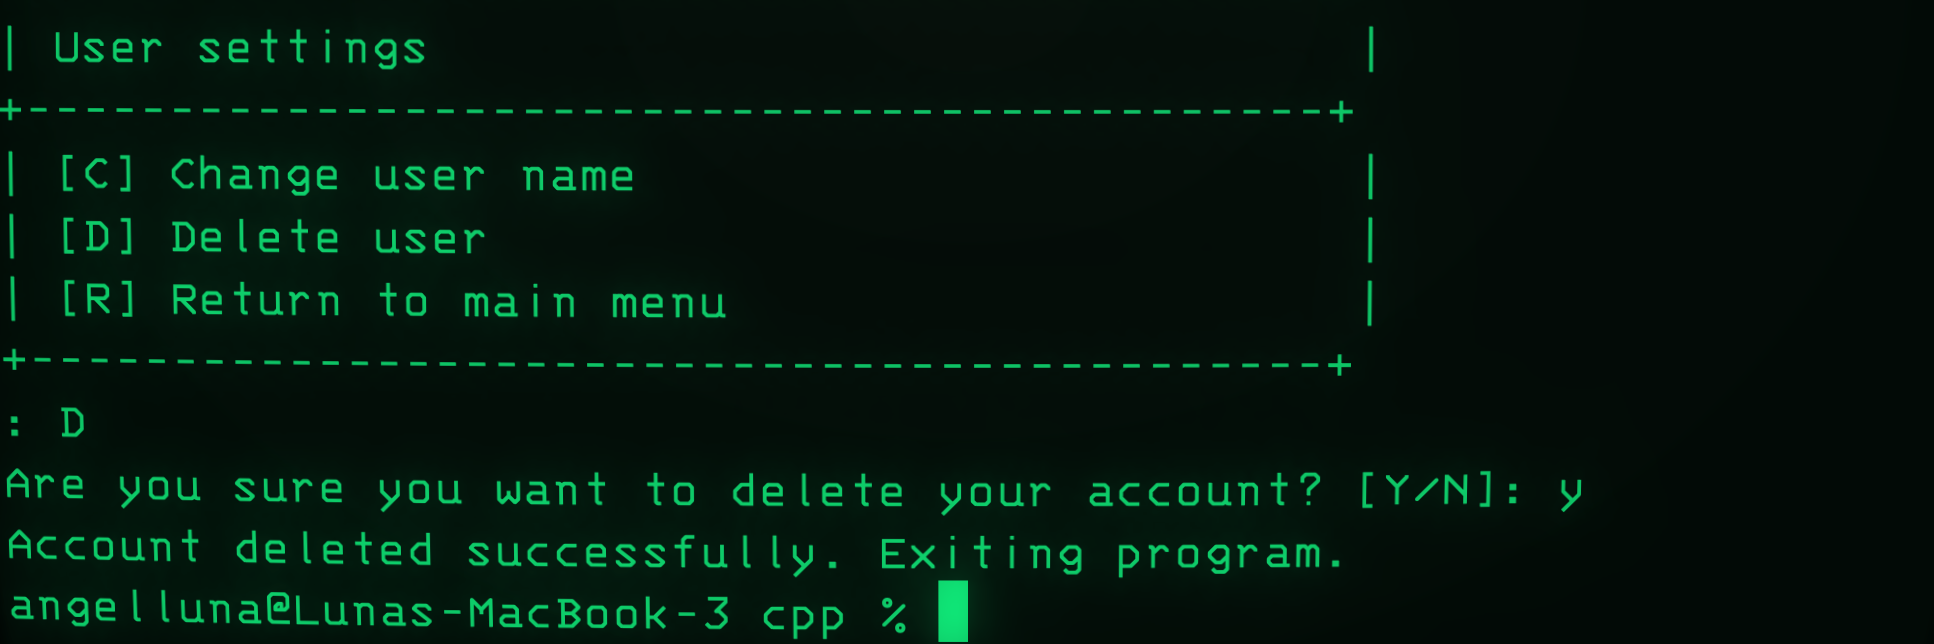 | User settings |
+----------------------------------------------+
| [C] Change user name |
| [D] Delete user |
| [R] Return to main menu |
+----------------------------------------------+
: D
Are you sure you want to delete your account? [Y/N]: y
Account deleted successfully. Exiting program.
angelluna@Lunas-MacBook-3 cpp %